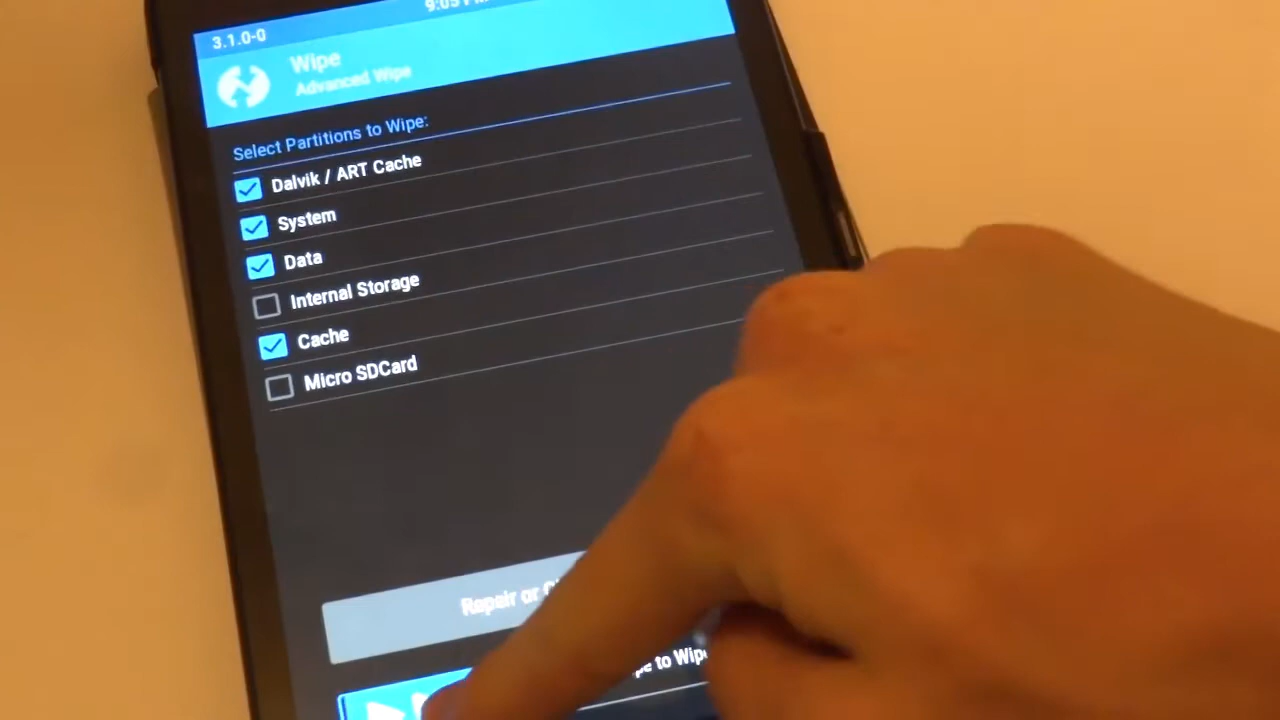 3.1.0-0
Wipe
Advanced Wipe
Select Partitions to Wipe:
Dalvik / ART Cache
System
Data
Internal Storage
Cache
Micro SDCard
Repair or
to Wipe